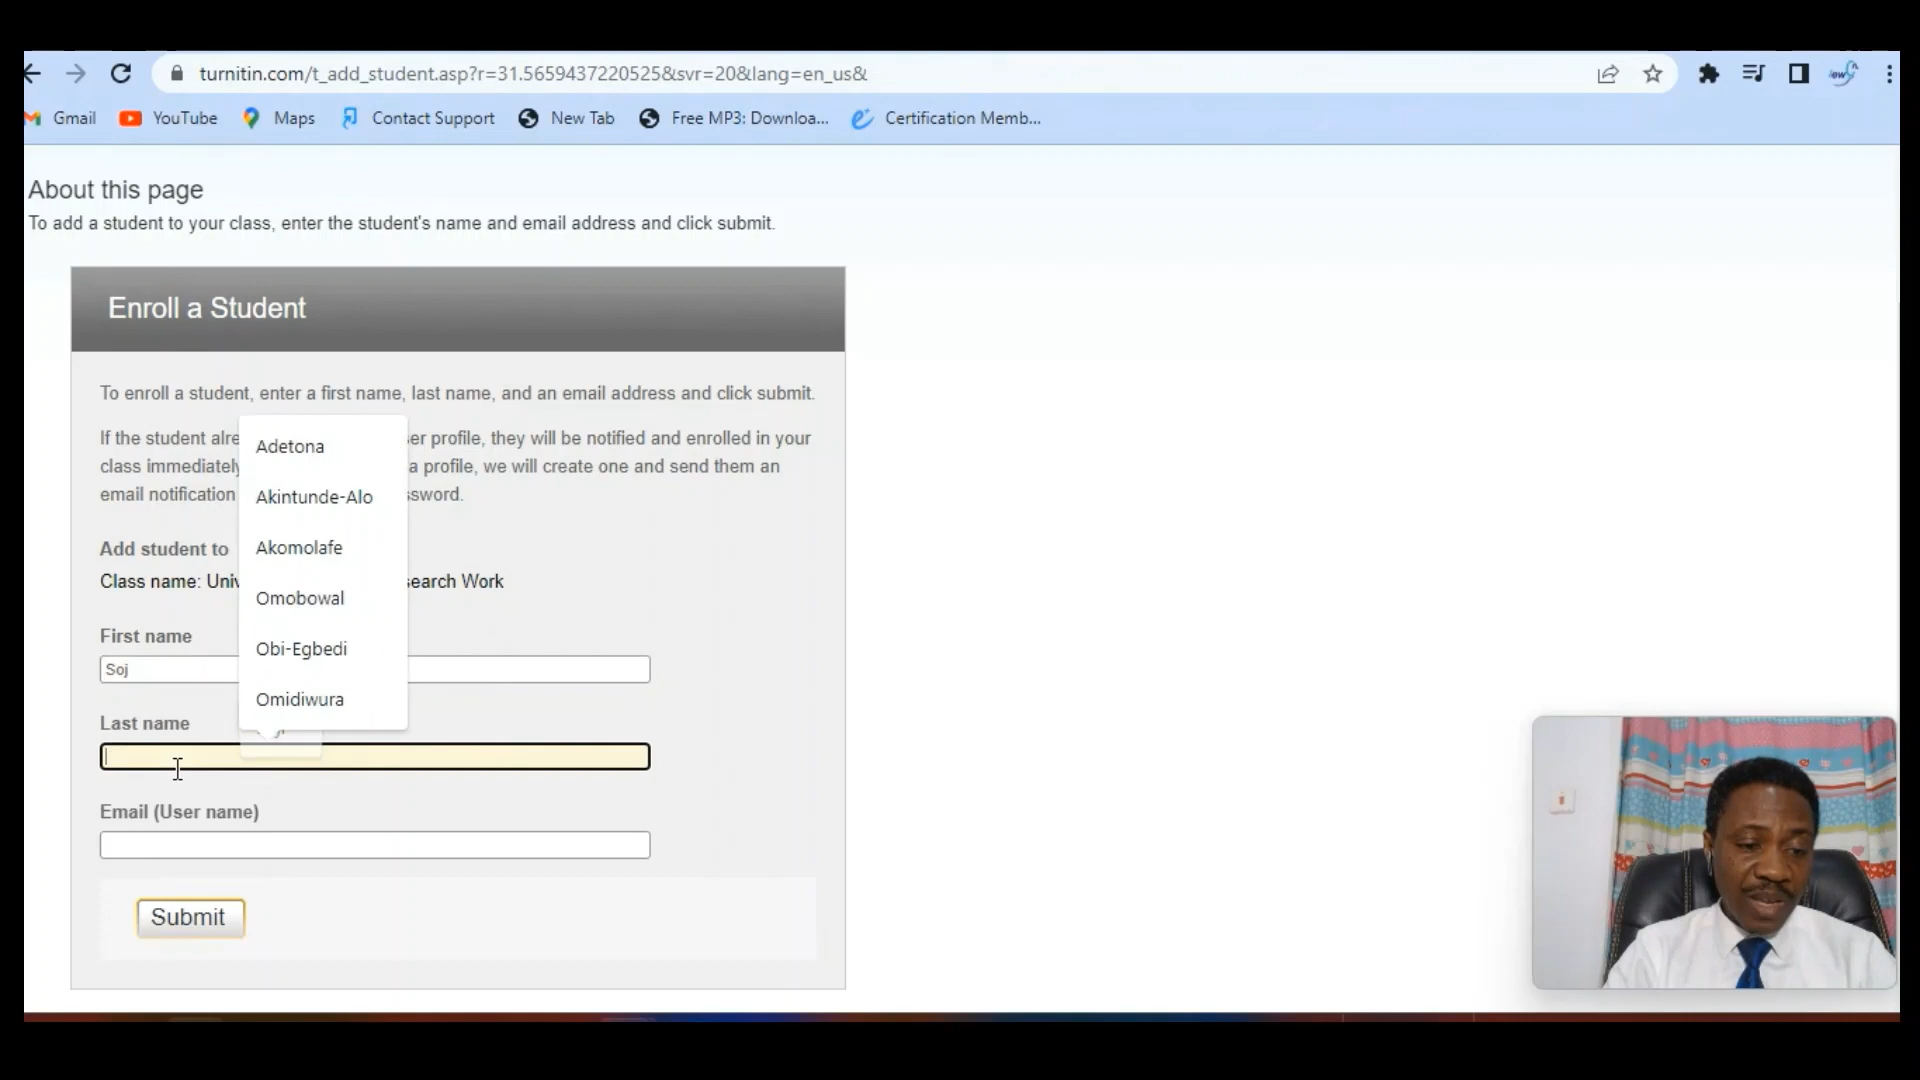 turnitin.com/t_add_student.asp?r=31.5659437220525&svr=20&lang=en_us&
Gmail YouTube Maps Contact Support New Tab Free MP3: Downloa... Certification Memb...
About this page
To add a student to your class, enter the student's name and email address and click submit.
Enroll a Student
To enroll a student, enter a first name, last name, and an email address and click submit.
If the student alre er profile, they will be notified and enrolled in your
class immediately a profile, we will create one and send them an
email notification ssword.
Adetona
Akintunde-Alo
Akomolafe
Omobowal
Obi-Egbedi
Omidiwura
Add student to
Class name: Univ search Work
First name
Soj
Last name
Email (User name)
Submit